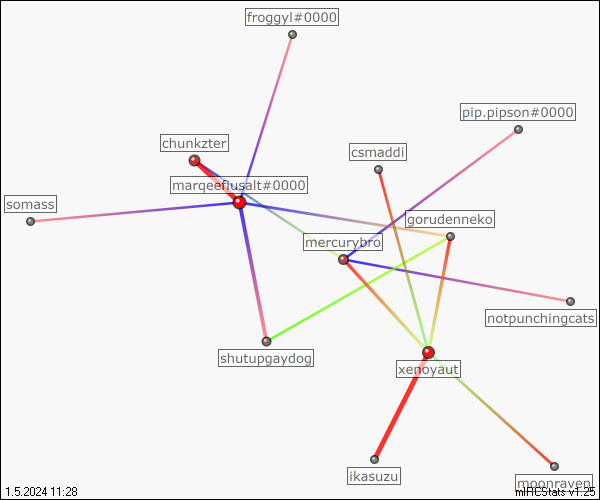 froggyl#0000
pip.pipson#0000
chunkzter
csmaddi
marqeeflusalt#0000
somass
gorudenneko
mercurybro
notpunchingcats
shutupgaydog
xenoyaut
ikasuzu
moonraven
1.5.2024 11:28
mIRCStats v1.25